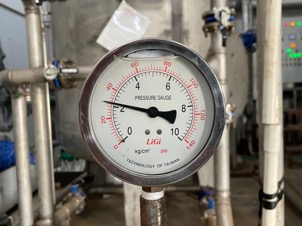 60 80
40 100
20 120
0 140
4 6
2 8
0 10
PRESSURE GAUGE
LiGi
kg/cm² psi
TECHNOLOGY OF TAIWAN